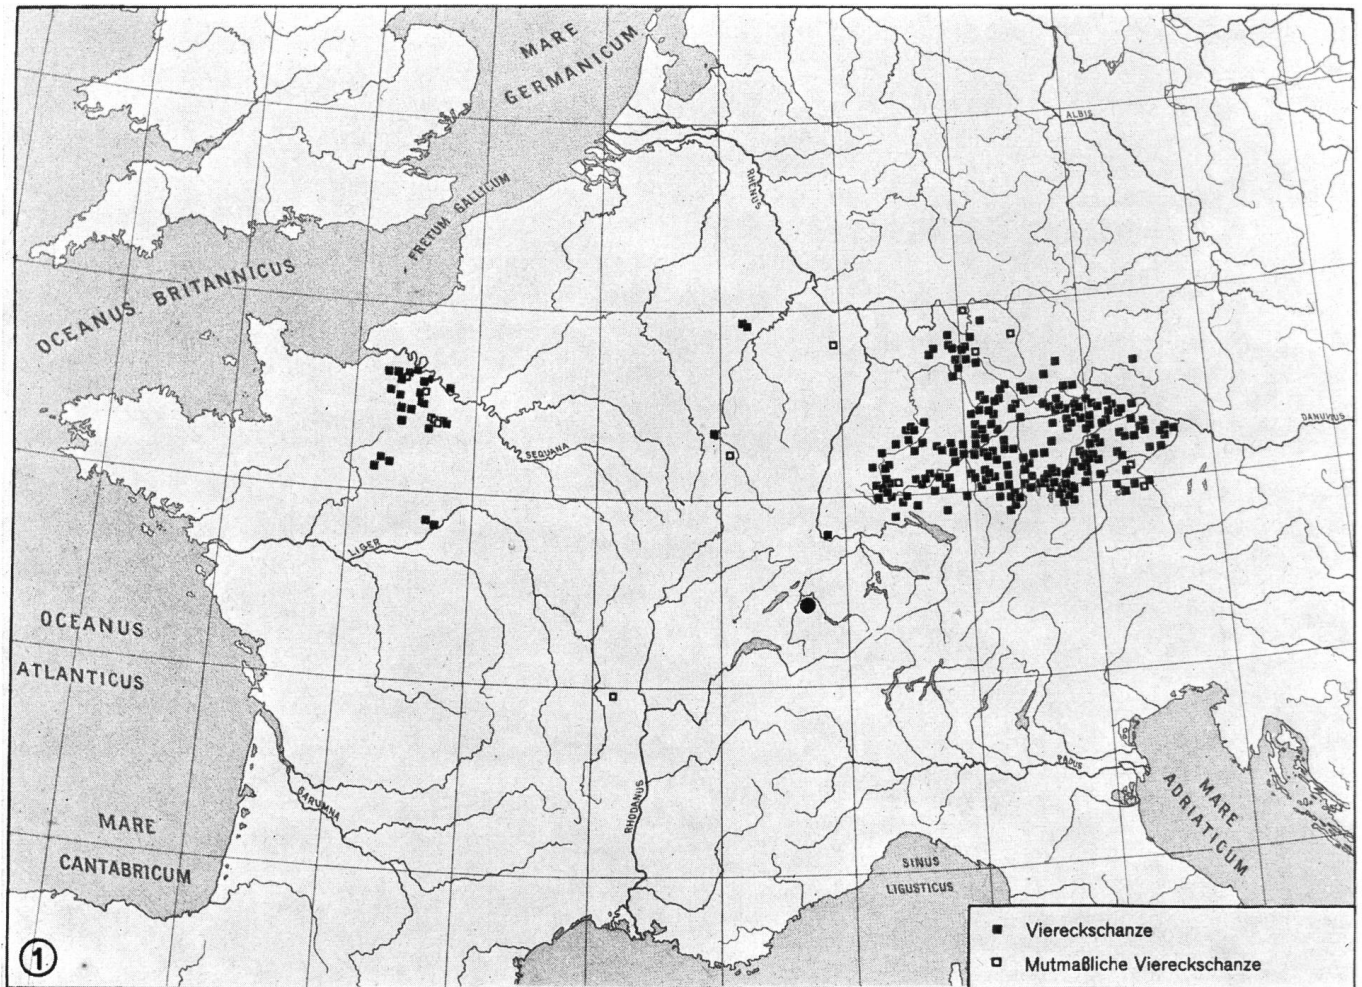 MARE
GERMANICUM
ALBIS
RHENUS
FRETUM GALLICUM
OCEANUS BRITANNICUS
DANUVIUS
SEQUANA
LIGER
OCEANUS
ATLANTICUS
PADUS
MARE
ADRIATICUM
GARUMNA
RHODANUS
MARE
CANTABRICUM
SINUS
LIGUSTICUS
Viereckschanze
Mutmaßliche Viereckschanze
1